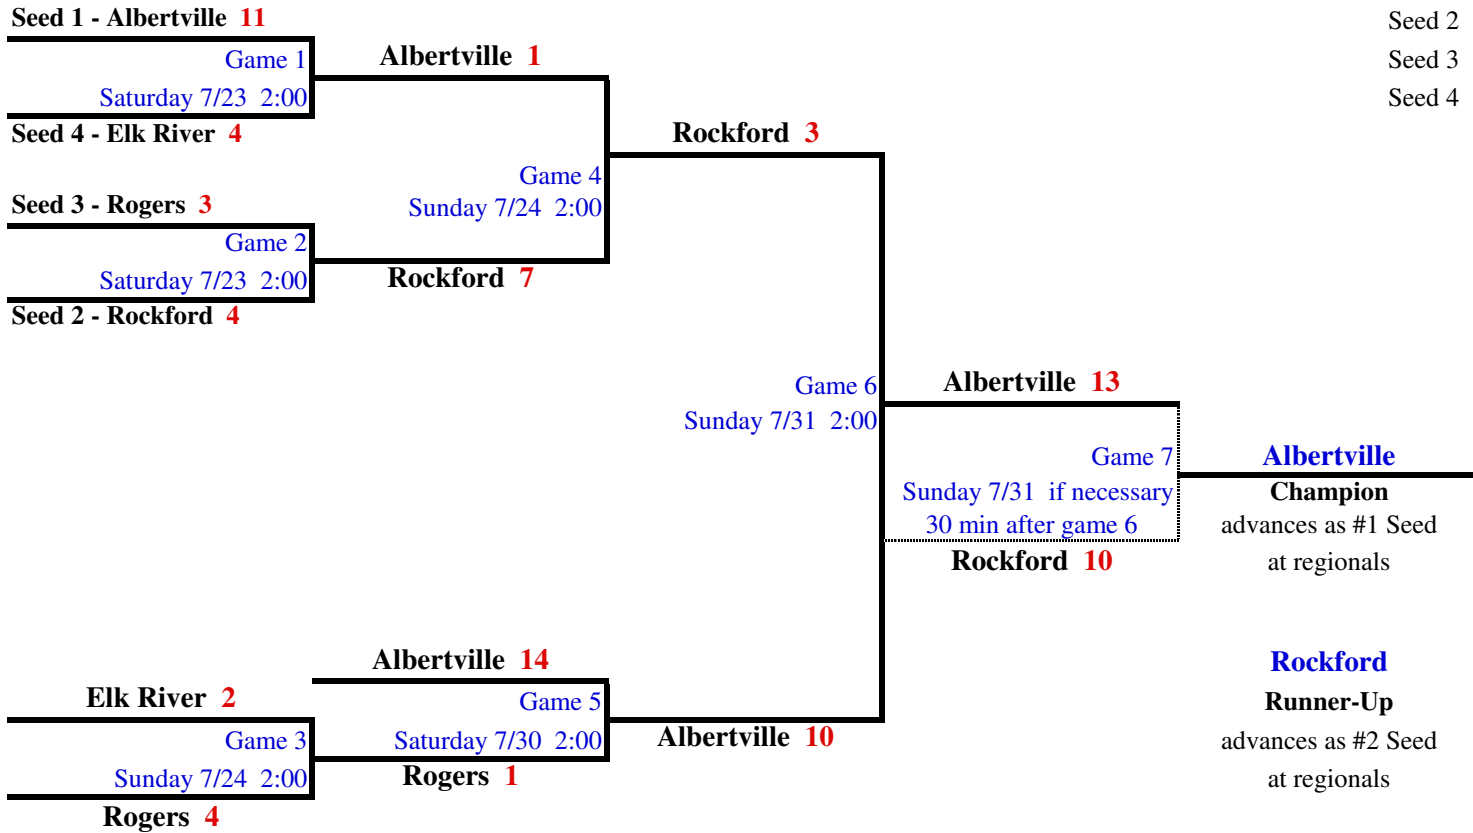 Seed 1 - Albertville 11
Seed 2
Game 1
Albertville 1
Seed 3
Saturday 7/23 2:00
Seed 4
Seed 4 - Elk River 4
Rockford 3
Game 4
Seed 3 - Rogers 3
Sunday 7/24 2:00
Game 2
Saturday 7/23 2:00
Rockford 7
Seed 2 - Rockford 4
Game 6
Albertville 13
Sunday 7/31 2:00
Game 7
Albertville
Sunday 7/31 if necessary
Champion
30 min after game 6
advances as #1 Seed
Rockford 10
at regionals
Albertville 14
Rockford
Elk River 2
Game 5
Runner-Up
Game 3
Saturday 7/30 2:00
Albertville 10
advances as #2 Seed
Sunday 7/24 2:00
Rogers 1
at regionals
Rogers 4